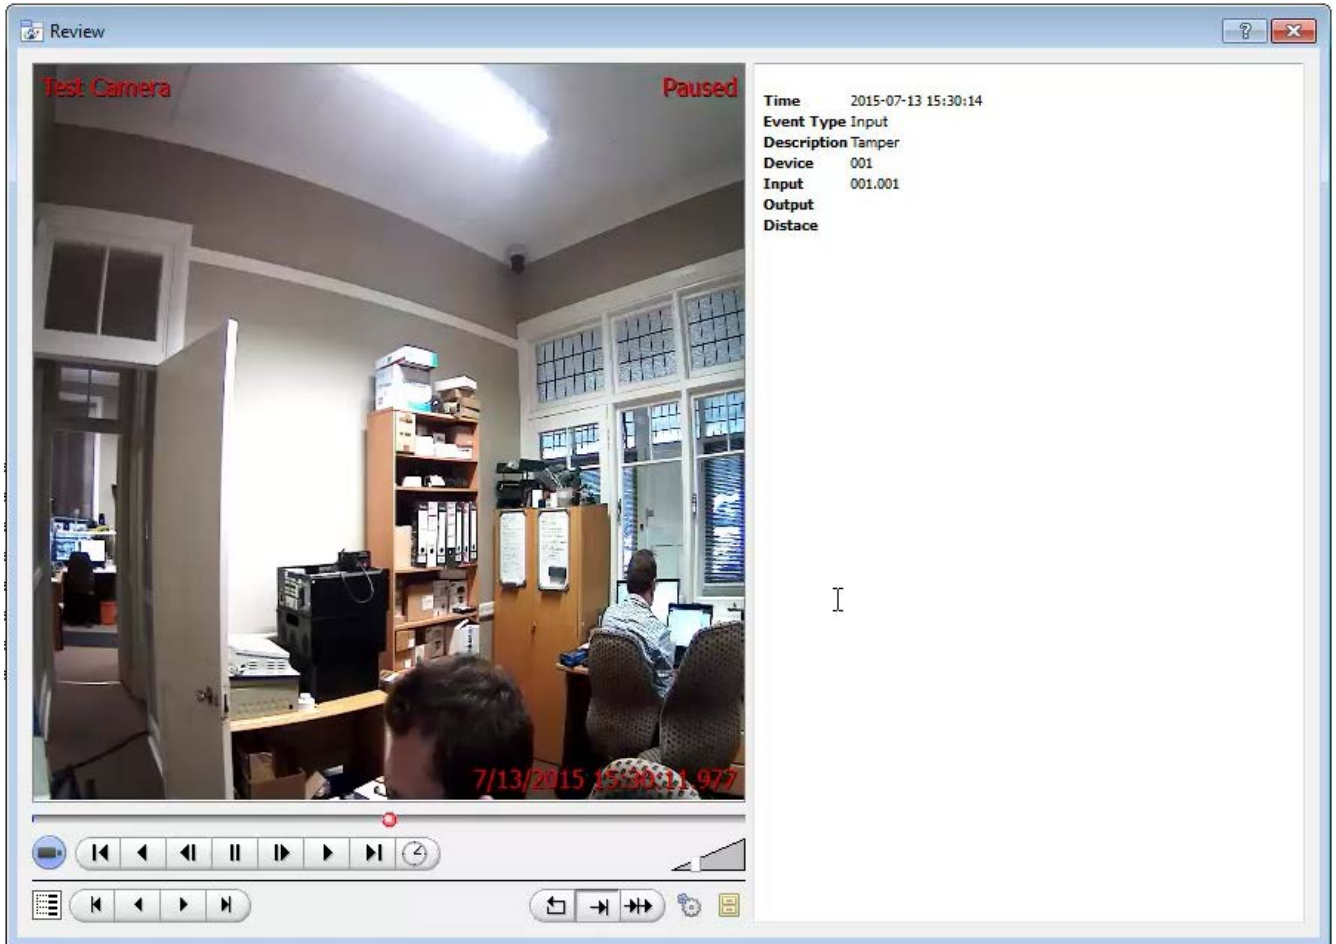 Review
Test Camera
Paused
7/13/2015 15:30:11.977
Time 2015-07-13 15:30:14
Event Type Input
Description Tamper
Device 001
Input 001.001
Output
Distace